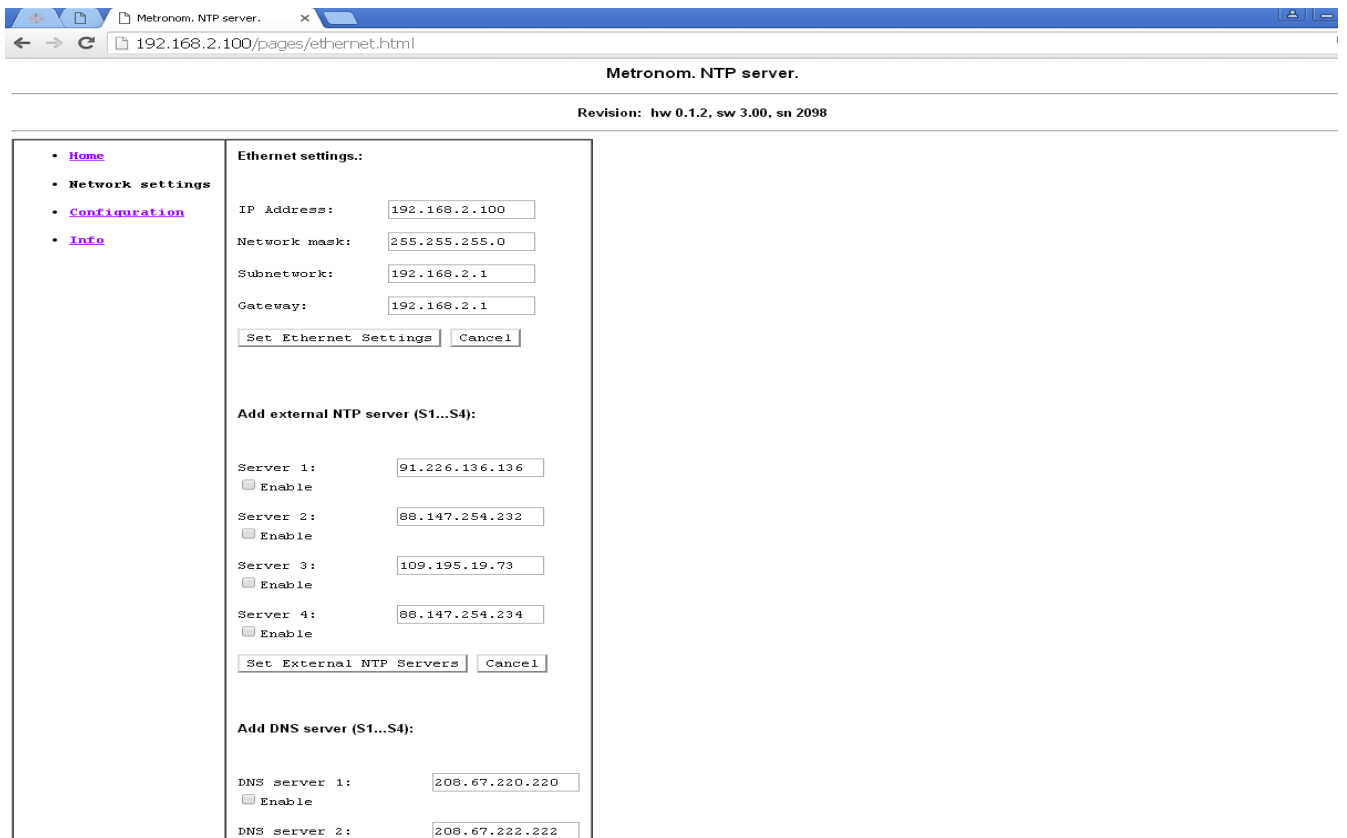 Metronom. NTP server.
192.168.2.100/pages/ethernet.html
Metronom. NTP server.
Revision: hw 0.1.2, sw 3.00, sn 2098
Home
Network settings
Configuration
Info
Ethernet settings.:
IP Address: 192.168.2.100
Network mask: 255.255.255.0
Subnetwork: 192.168.2.1
Gateway: 192.168.2.1
Set Ethernet Settings Cancel
Add external NTP server (S1...S4):
Server 1: 91.226.136.136
Enable
Server 2: 88.147.254.232
Enable
Server 3: 109.195.19.73
Enable
Server 4: 88.147.254.234
Enable
Set External NTP Servers Cancel
Add DNS server (S1...S4):
DNS server 1: 208.67.220.220
Enable
DNS server 2: 208.67.222.222